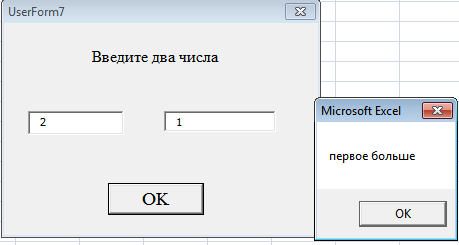 UserForm7
Введите два числа
2
1
OK
Microsoft Excel
первое больше
OK